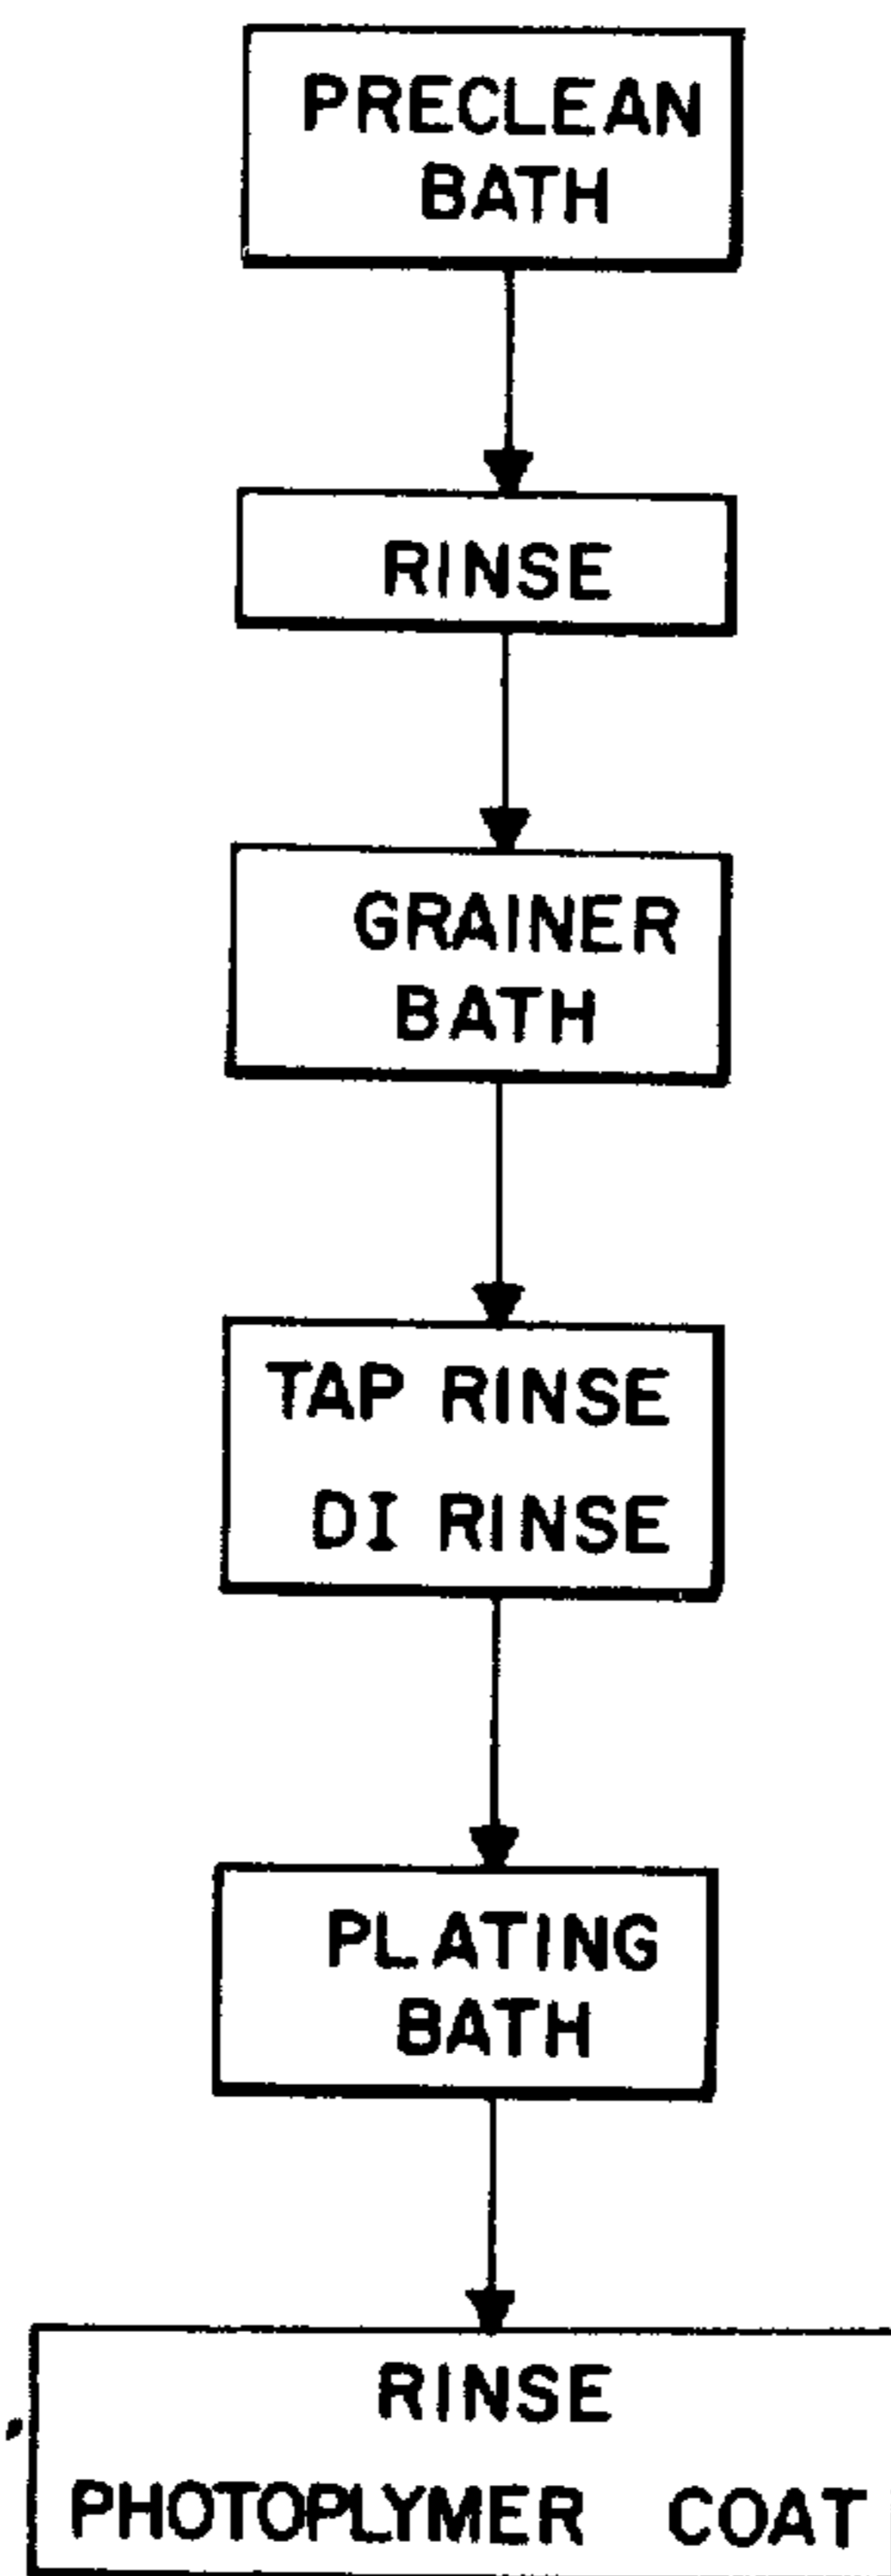 PRECLEAN
BATH
RINSE
GRAINER
BATH
TAP RINSE
DI RINSE
PLATING
BATH
RINSE
PHOTOPLYMER COAT